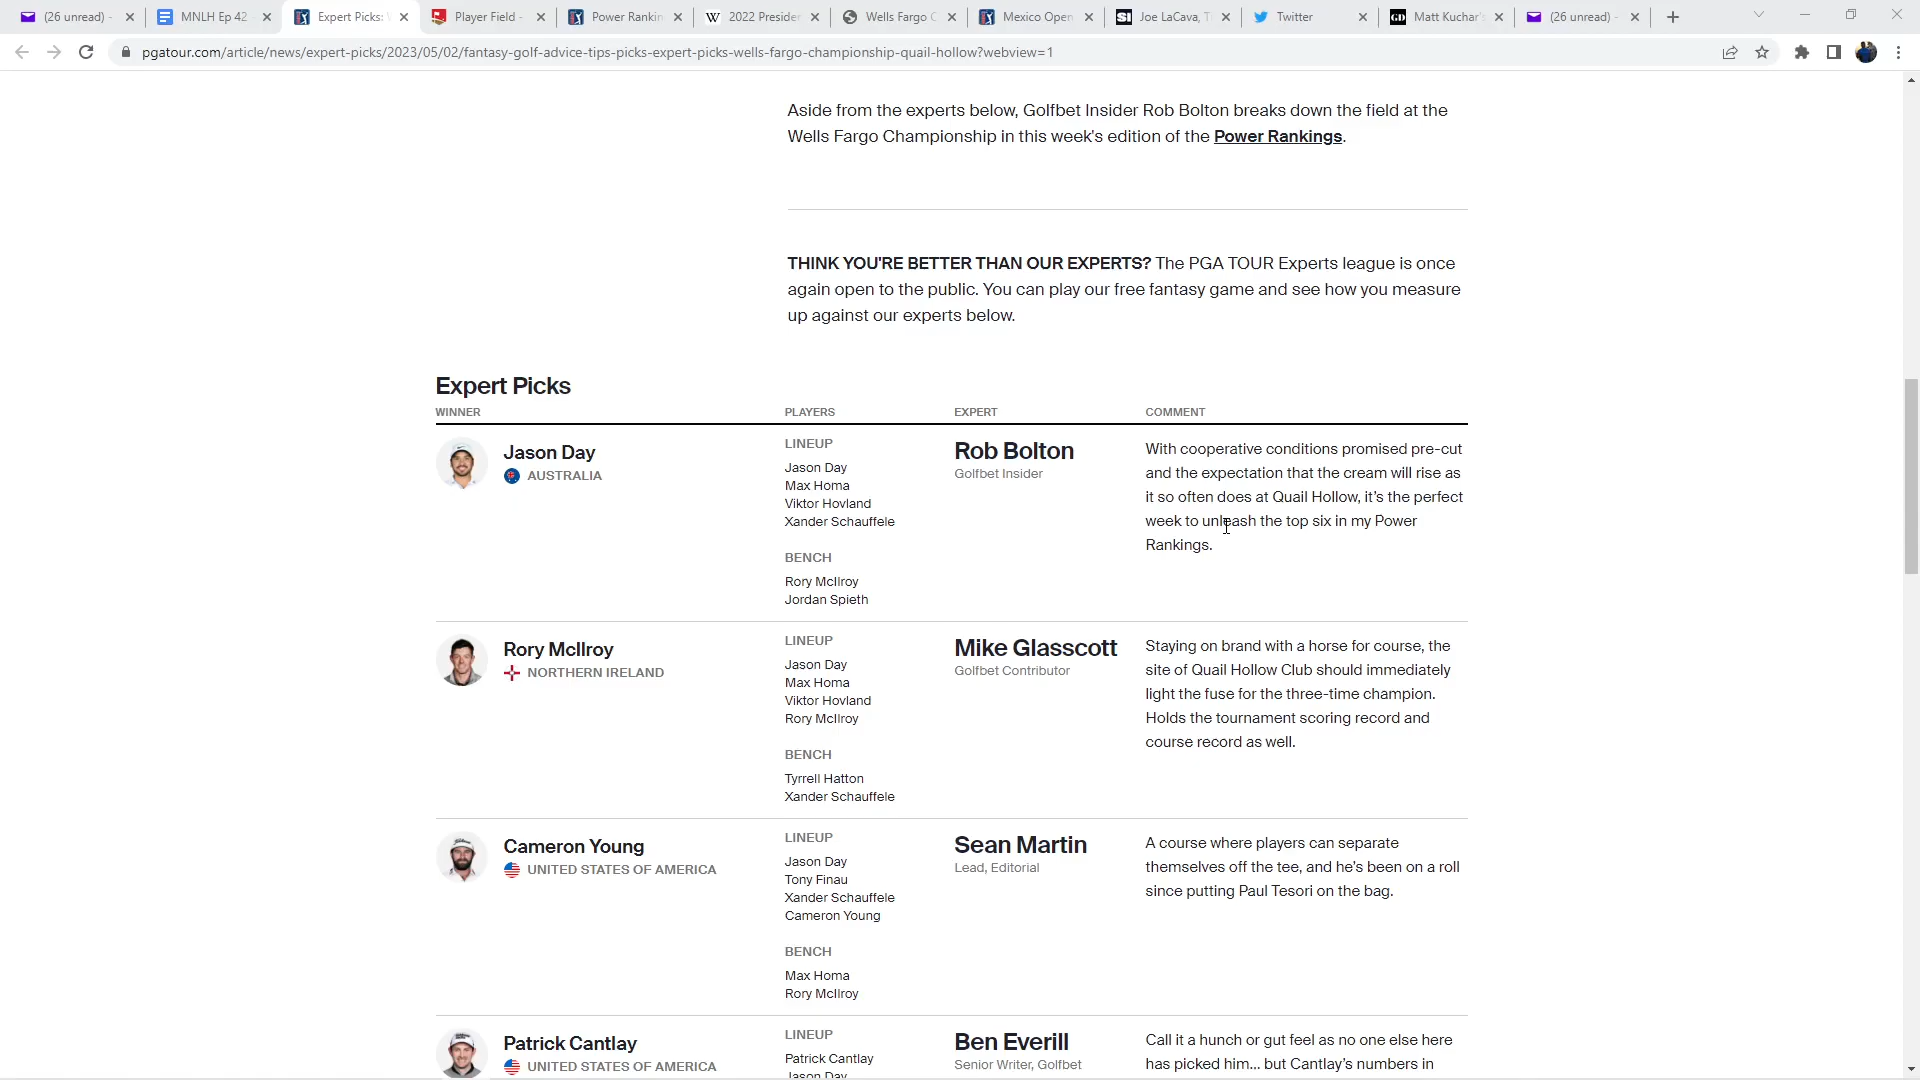 (26 unread) -
MNLH Ep 42 -
Expert Picks: W
Player Field -
Power Rankin
2022 Presiden
Wells Fargo C
Mexico Open
Joe LaCava, T
Twitter
Matt Kuchar's
(26 unread) -
pgatour.com/article/news/expert-picks/2023/05/02/fantasy-golf-advice-tips-picks-expert-picks-wells-fargo-championship-quail-hollow?webview=1
Aside from the experts below, Golfbet Insider Rob Bolton breaks down the field at the
Wells Fargo Championship in this week's edition of the Power Rankings.
THINK YOU'RE BETTER THAN OUR EXPERTS? The PGA TOUR Experts league is once
again open to the public. You can play our free fantasy game and see how you measure
up against our experts below.
Expert Picks
WINNER
PLAYERS
EXPERT
COMMENT
Jason Day
AUSTRALIA
LINEUP
Jason Day
Max Homa
Viktor Hovland
Xander Schauffele
BENCH
Rory McIlroy
Jordan Spieth
Rob Bolton
Golfbet Insider
With cooperative conditions promised pre-cut
and the expectation that the cream will rise as
it so often does at Quail Hollow, it's the perfect
week to unleash the top six in my Power
Rankings.
Rory McIlroy
NORTHERN IRELAND
LINEUP
Jason Day
Max Homa
Viktor Hovland
Rory McIlroy
BENCH
Tyrrell Hatton
Xander Schauffele
Mike Glasscott
Golfbet Contributor
Staying on brand with a horse for course, the
site of Quail Hollow Club should immediately
light the fuse for the three-time champion.
Holds the tournament scoring record and
course record as well.
Cameron Young
UNITED STATES OF AMERICA
LINEUP
Jason Day
Tony Finau
Xander Schauffele
Cameron Young
BENCH
Max Homa
Rory McIlroy
Sean Martin
Lead, Editorial
A course where players can separate
themselves off the tee, and he's been on a roll
since putting Paul Tesori on the bag.
Patrick Cantlay
UNITED STATES OF AMERICA
LINEUP
Patrick Cantlay
Jason Day
Ben Everill
Senior Writer, Golfbet
Call it a hunch or gut feel as no one else here
has picked him... but Cantlay's numbers in